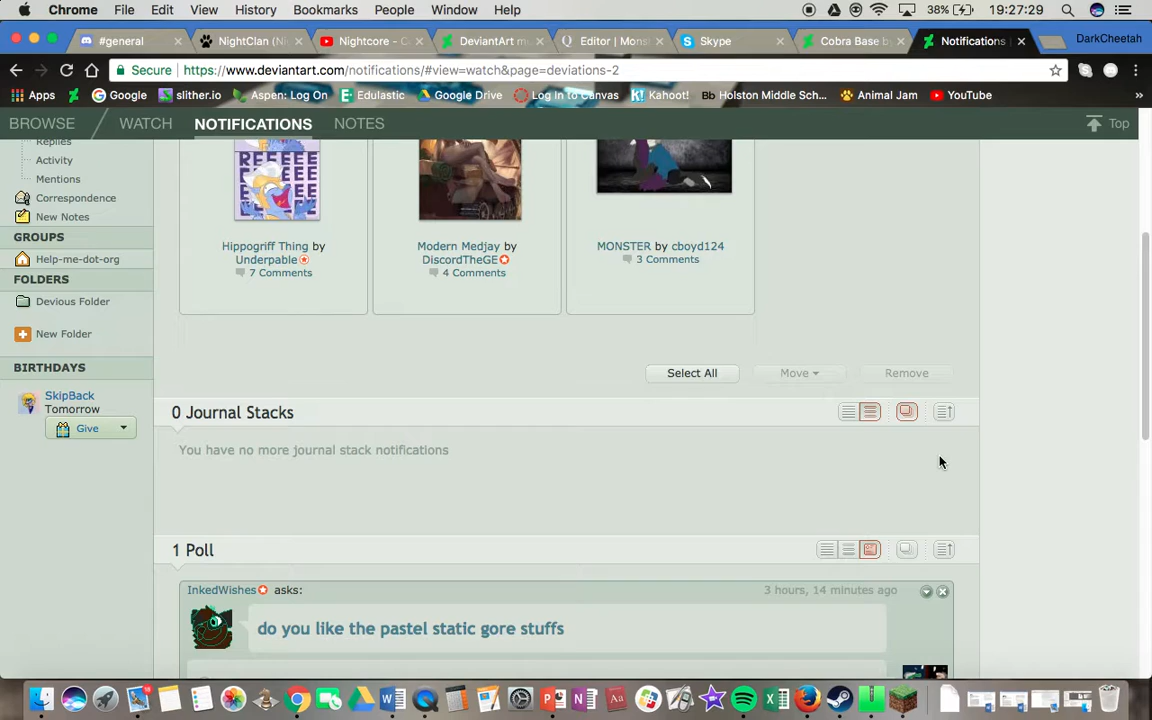 Chrome File Edit View History Bookmarks People Window Help 38% 19:27:29
#general NightClan (Ni Nightcore - C DeviantArt m Editor | Mons Skype Cobra Base by Notifications DarkCheetah
Secure https://www.deviantart.com/notifications/#view=watch&page=deviations-2
Apps Google slither.io Aspen: Log On Edulastic Google Drive Log In to Canvas Kahoot! Bb Holston Middle Sc... Animal Jam YouTube »
BROWSE WATCH NOTIFICATIONS NOTES Top
Replies
Activity
Mentions
Correspondence
New Notes
GROUPS
Help-me-dot-org
FOLDERS
Devious Folder
New Folder
BIRTHDAYS
SkipBack
Tomorrow
Give
REEEEE
Hippogriff Thing by Underpable
7 Comments
Modern Medjay by DiscordTheGE
4 Comments
MONSTER by cboyd124
3 Comments
Select All Move Remove
0 Journal Stacks
You have no more journal stack notifications
1 Poll
InkedWishes asks: 3 hours, 14 minutes ago
do you like the pastel static gore stuffs